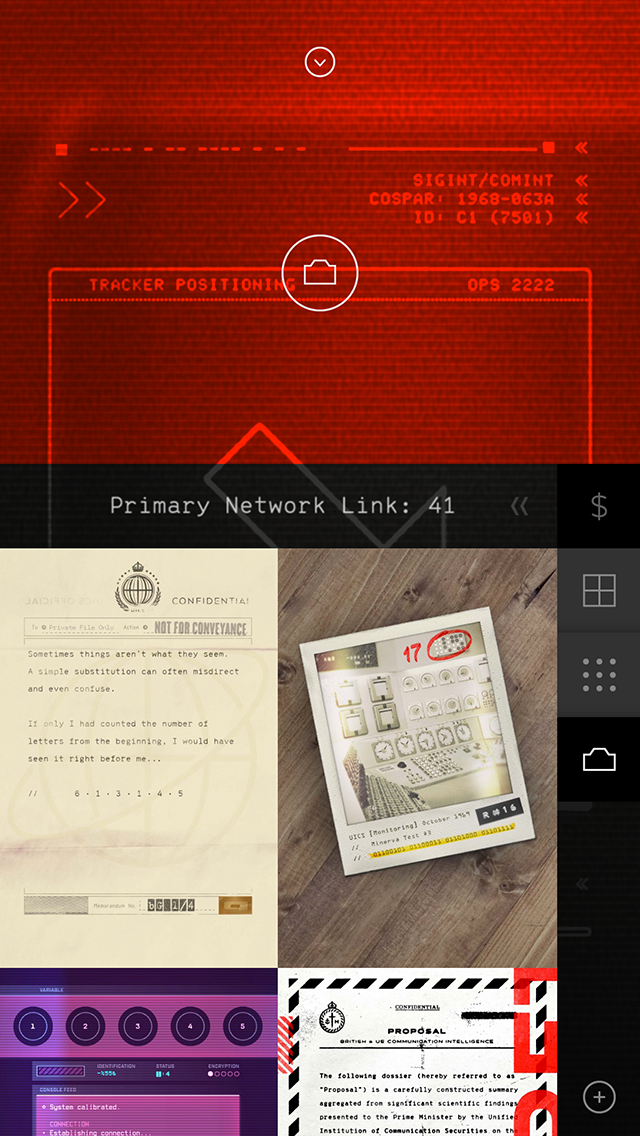 SIGINT/COMINT
COSPAR: 1968-063A
ID: C1 (7501)
TRACKER POSITIONING
OPS 2222
Primary Network Link: 41
$
CONFIDENTIAL
To Private File Only Action NOT FOR CONVEYANCE
Sometimes things aren't what they seem.
A simple substitution can often misdirect
and even confuse.
If only I had counted the number of
letters from the beginning, I would have
seen it right before me...
// 6 · 1 · 3 · 1 · 4 · 5
Memorandum No.
17
UICS [Monitoring] October 1969
// Minerva Test #3
// 01100101 01100011 01101000 01101111
VARIABLE
1 2 3 4 5
IDENTIFICATION STATUS ENCRYPTION
CONSOLE FEED
System calibrated.
CONNECTION
Establishing connection...
CONFIDENTIAL
PROPOSAL
BRITISH & US COMMUNICATION INTELLIGENCE
The following dossier (hereby referred to as
"Proposal") is a carefully constructed summary
aggregated from significant scientific findings
presented to the Prime Minister by the Unified
Institution of Communication Securities on the